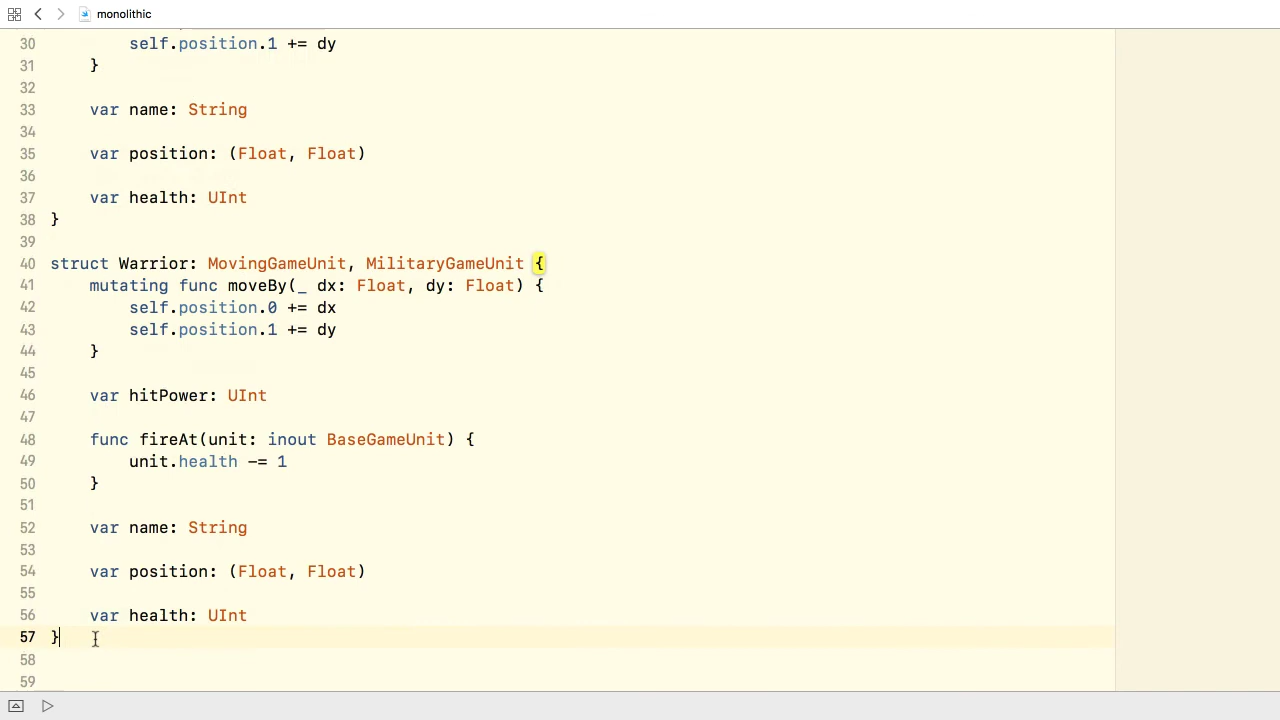 monolithic
30 self.position.1 += dy
31 }
32
33 var name: String
34
35 var position: (Float, Float)
36
37 var health: UInt
38 }
39
40 struct Warrior: MovingGameUnit, MilitaryGameUnit {
41 mutating func moveBy(_ dx: Float, dy: Float) {
42 self.position.0 += dx
43 self.position.1 += dy
44 }
45
46 var hitPower: UInt
47
48 func fireAt(unit: inout BaseGameUnit) {
49 unit.health -= 1
50 }
51
52 var name: String
53
54 var position: (Float, Float)
55
56 var health: UInt
57 }
58
59